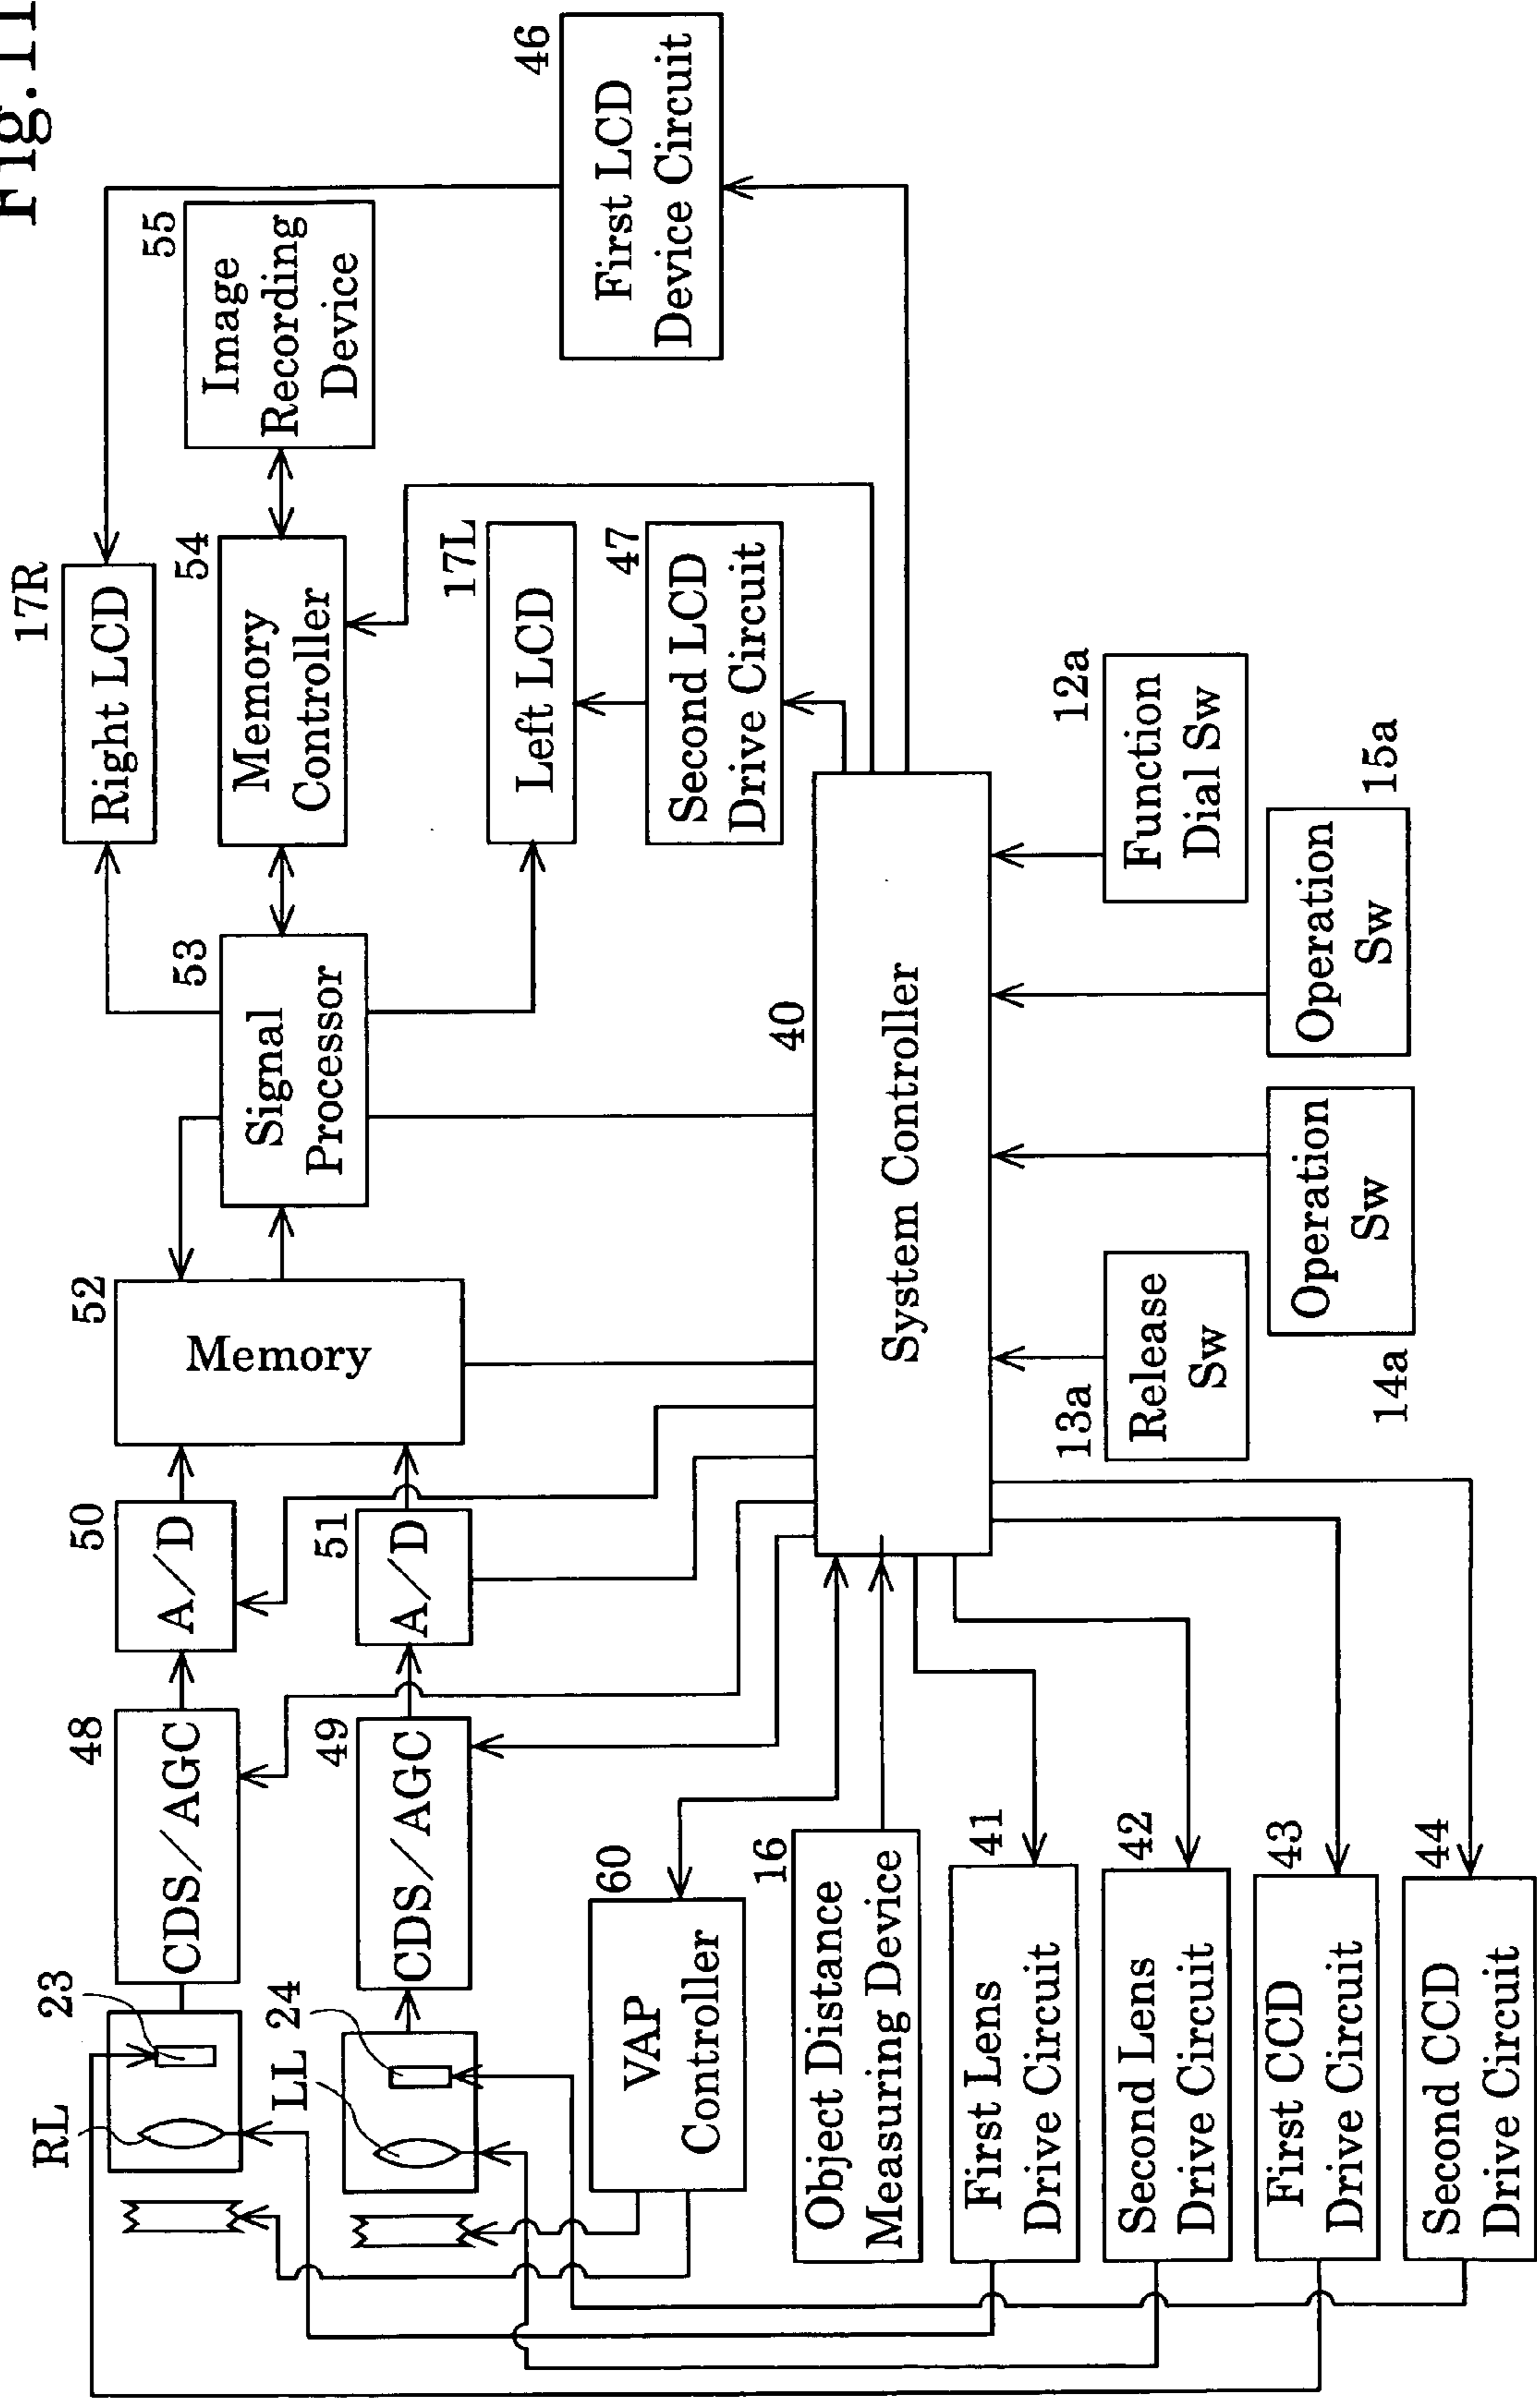 Fig.11
RL
23
48
CDS/AGC
50
A/D
52
Memory
53
Signal
Processor
17R
Right LCD
54
Memory
Controller
55
Image
Recording
Device
LL
24
49
CDS/AGC
51
A/D
17L
Left LCD
47
Second LCD
Drive Circuit
46
First LCD
Device Circuit
60
VAP
Controller
16
Object Distance
Measuring Device
40
System Controller
41
First Lens
Drive Circuit
42
Second Lens
Drive Circuit
43
First CCD
Drive Circuit
44
Second CCD
Drive Circuit
13a
Release
Sw
14a
Operation
Sw
15a
Operation
Sw
12a
Function
Dial Sw